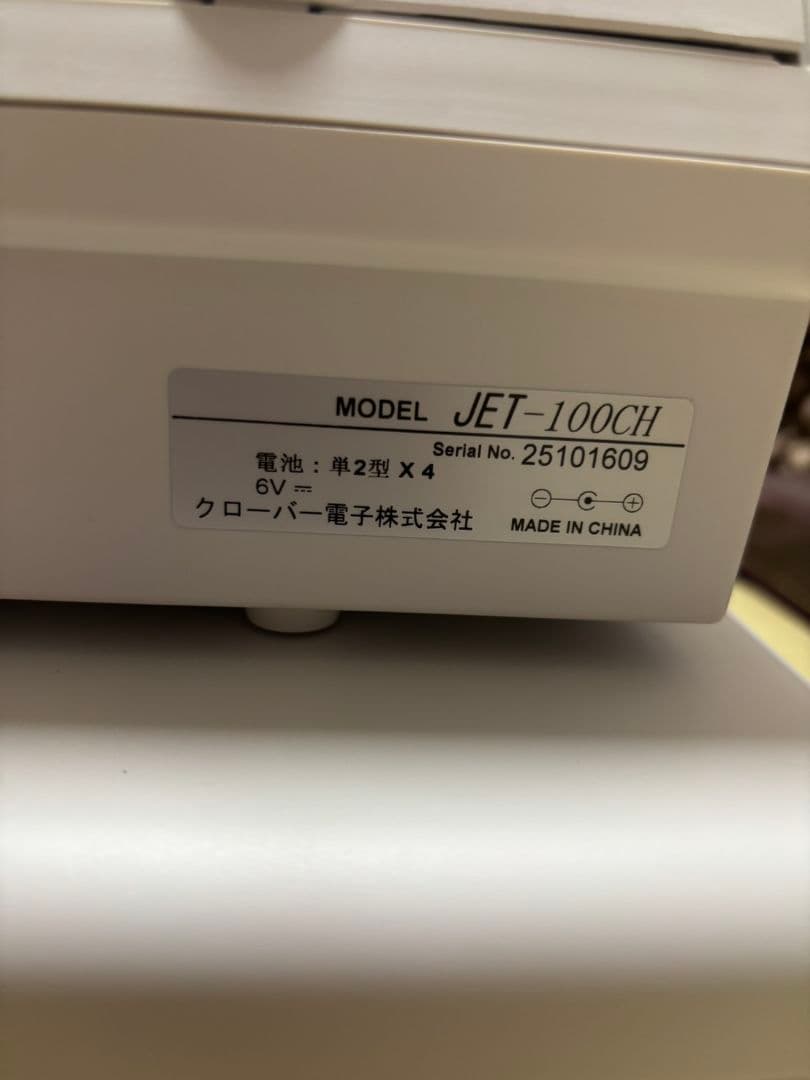 MODEL JET-100CH
Serial No. 25101609
電池：単2型 X 4
6V ⎓
クローバー電子株式会社
MADE IN CHINA